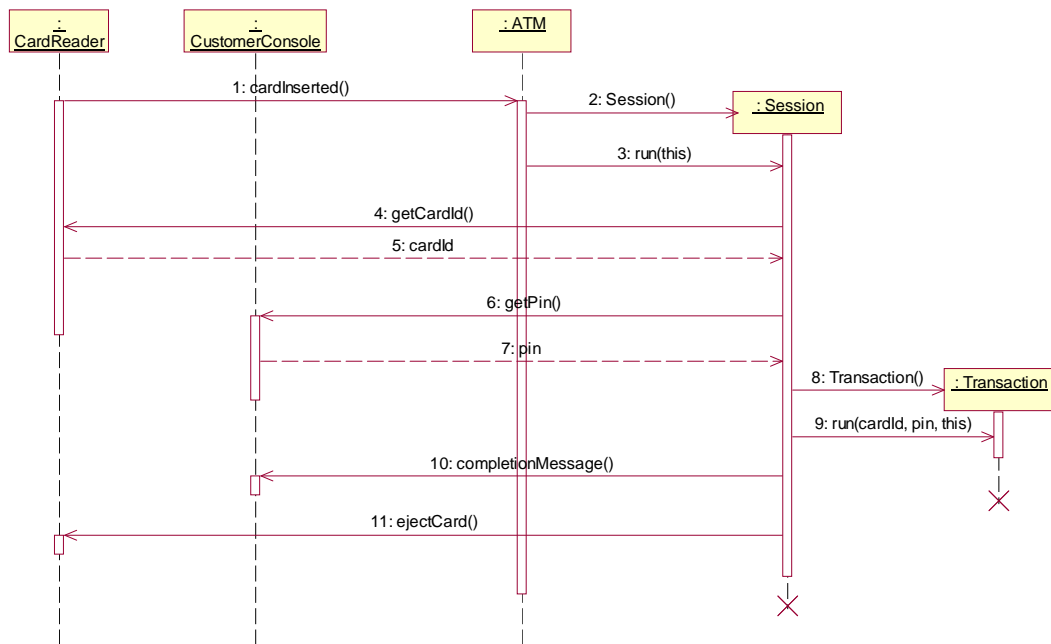 :
CardReader
:
CustomerConsole
: ATM
1: cardInserted()
2: Session()
: Session
3: run(this)
4: getCardId()
5: cardId
6: getPin()
7: pin
8: Transaction()
: Transaction
9: run(cardId, pin, this)
10: completionMessage()
11: ejectCard()